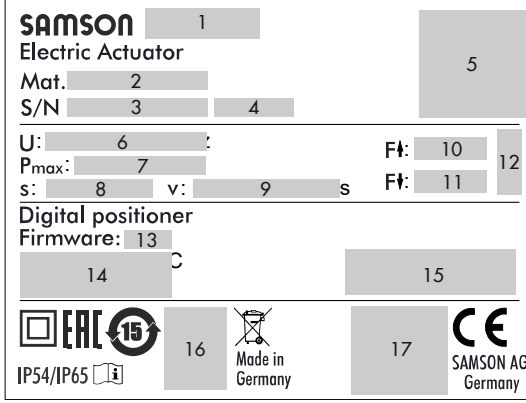 SAMSON 1
Electric Actuator
Mat. 2
S/N 3 4
5
U: 6
Pmax: 7
s: 8 v: 9 s
F⬆: 10
F⬇: 11
12
Digital positioner
Firmware: 13
14 C
15
EAC 15
16
Made in
Germany
17
CE
IP54/IP65 i
SAMSON AG
Germany